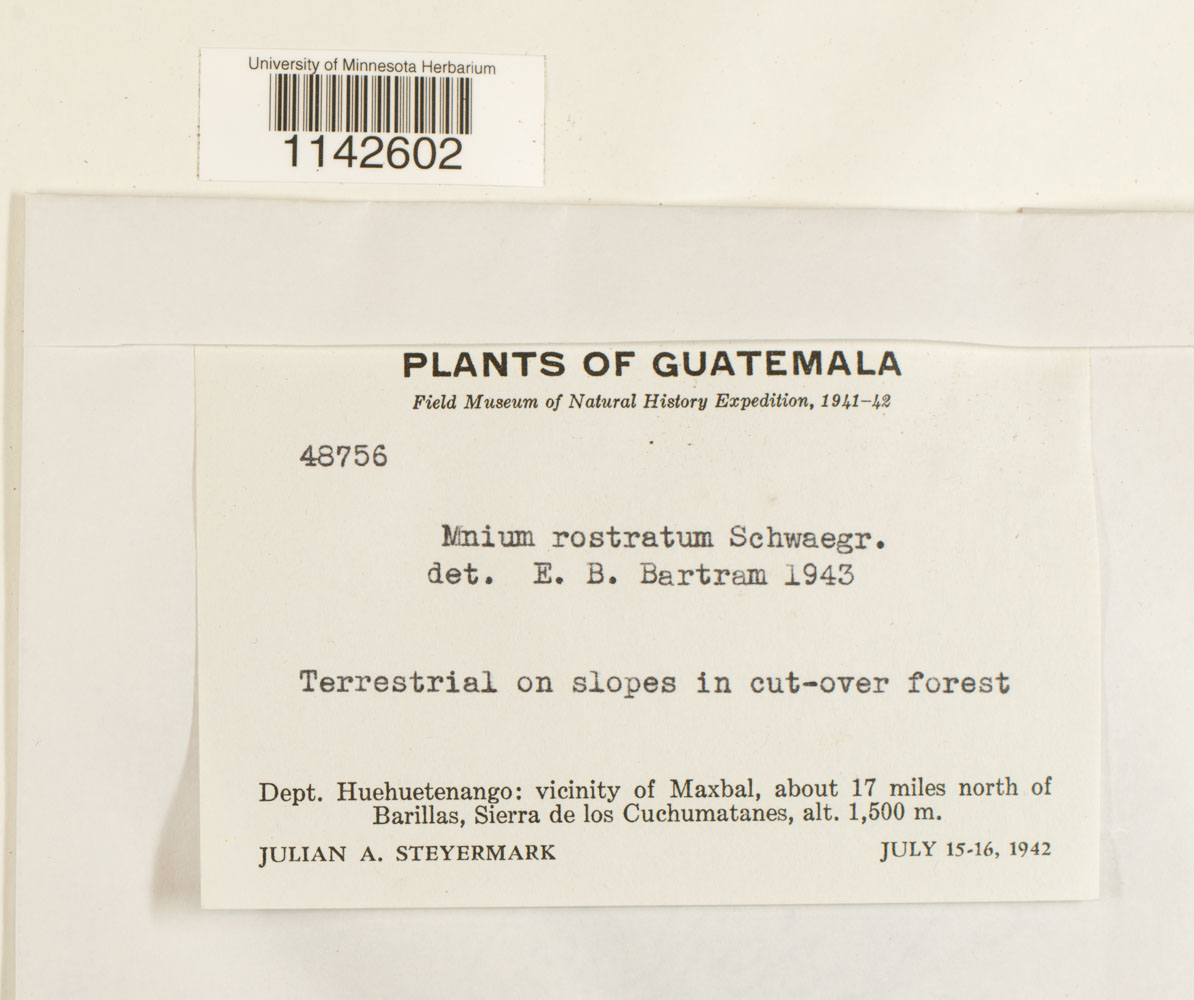 University of Minnesota Herbarium
1142602
PLANTS OF GUATEMALA
Field Museum of Natural History Expedition, 1941–42
48756
Mnium rostratum Schwaegr.
det. E. B. Bartram 1943
Terrestrial on slopes in cut-over forest
Dept. Huehuetenango: vicinity of Maxbal, about 17 miles north of
Barillas, Sierra de los Cuchumatanes, alt. 1,500 m.
JULIAN A. STEYERMARK JULY 15-16, 1942